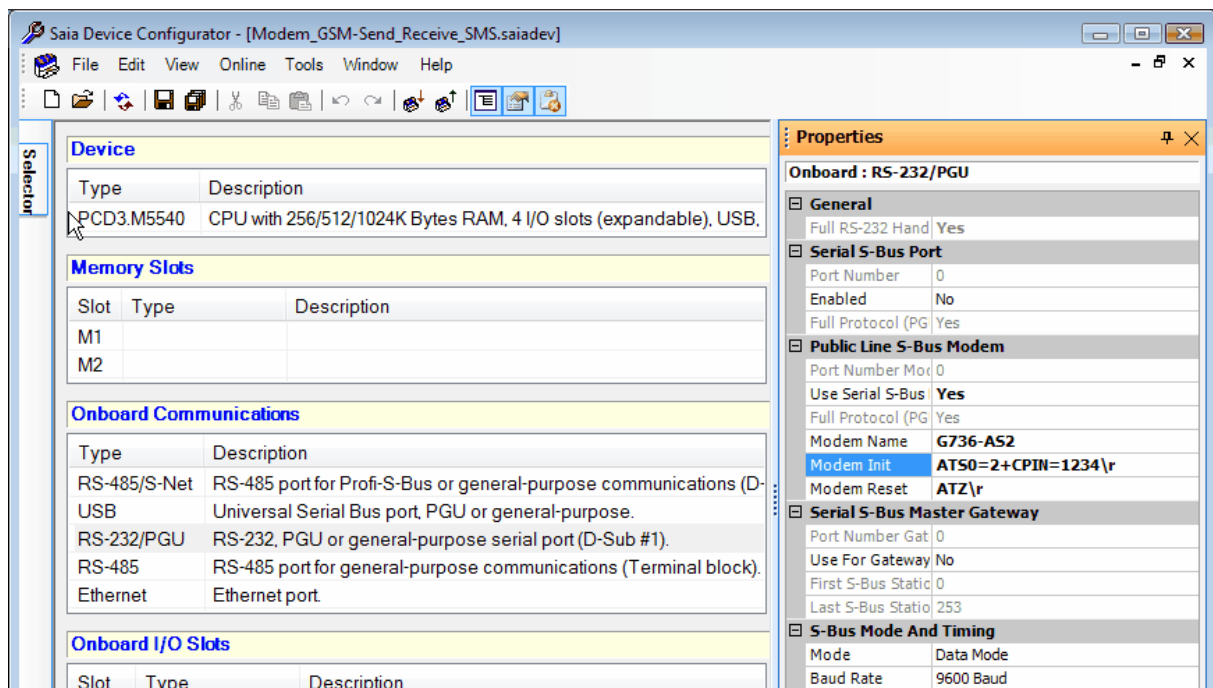 Saia Device Configurator - [Modem_GSM-Send_Receive_SMS.saiadev]
File Edit View Online Tools Window Help
Selector
Device
Type Description
PCD3.M5540 CPU with 256/512/1024K Bytes RAM, 4 I/O slots (expandable), USB,
Memory Slots
Slot Type Description
M1
M2
Onboard Communications
Type Description
RS-485/S-Net RS-485 port for Profi-S-Bus or general-purpose communications (D-
USB Universal Serial Bus port, PGU or general-purpose.
RS-232/PGU RS-232, PGU or general-purpose serial port (D-Sub #1).
RS-485 RS-485 port for general-purpose communications (Terminal block).
Ethernet Ethernet port.
Onboard I/O Slots
Slot Type Description
Properties
Onboard : RS-232/PGU
General
Full RS-232 Hand Yes
Serial S-Bus Port
Port Number 0
Enabled No
Full Protocol (PG Yes
Public Line S-Bus Modem
Port Number Mod 0
Use Serial S-Bus Yes
Full Protocol (PG Yes
Modem Name G736-AS2
Modem Init ATS0=2+CPIN=1234\r
Modem Reset ATZ\r
Serial S-Bus Master Gateway
Port Number Gat 0
Use For Gateway No
First S-Bus Static 0
Last S-Bus Statio 253
S-Bus Mode And Timing
Mode Data Mode
Baud Rate 9600 Baud